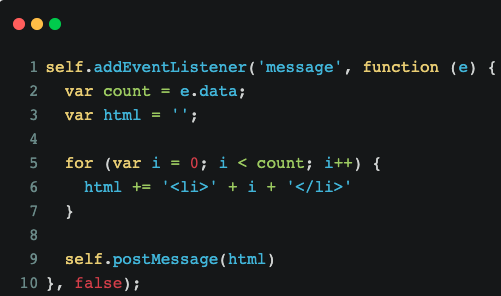 1 self.addEventListener('message', function (e) {
2   var count = e.data;
3   var html = '';
4
5   for (var i = 0; i < count; i++) {
6     html += '<li>' + i + '</li>'
7   }
8
9   self.postMessage(html)
10 }, false);